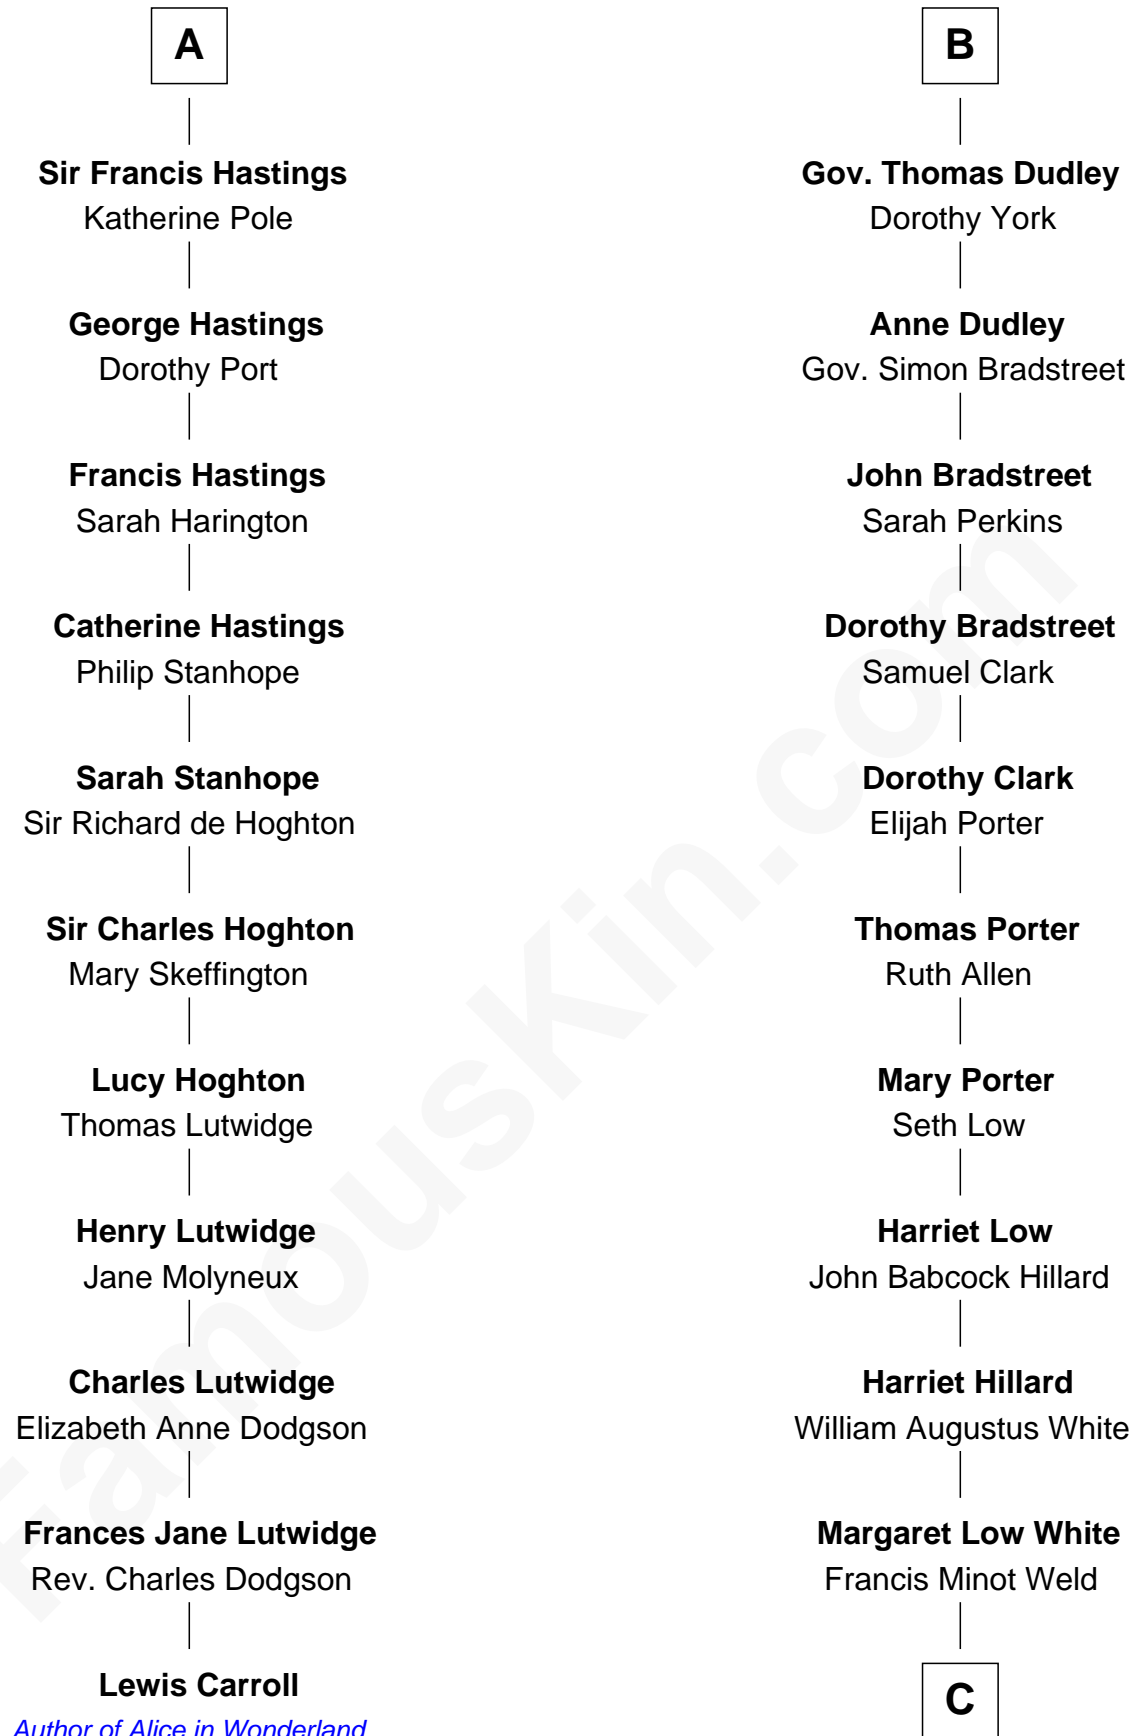 A
Sir Francis Hastings
Katherine Pole
George Hastings
Dorothy Port
Francis Hastings
Sarah Harington
Catherine Hastings
Philip Stanhope
Sarah Stanhope
Sir Richard de Hoghton
Sir Charles Hoghton
Mary Skeffington
Lucy Hoghton
Thomas Lutwidge
Henry Lutwidge
Jane Molyneux
Charles Lutwidge
Elizabeth Anne Dodgson
Frances Jane Lutwidge
Rev. Charles Dodgson
Lewis Carroll
Author of Alice in Wonderland
B
Gov. Thomas Dudley
Dorothy York
Anne Dudley
Gov. Simon Bradstreet
John Bradstreet
Sarah Perkins
Dorothy Bradstreet
Samuel Clark
Dorothy Clark
Elijah Porter
Thomas Porter
Ruth Allen
Mary Porter
Seth Low
Harriet Low
John Babcock Hillard
Harriet Hillard
William Augustus White
Margaret Low White
Francis Minot Weld
C
FamousKin.com